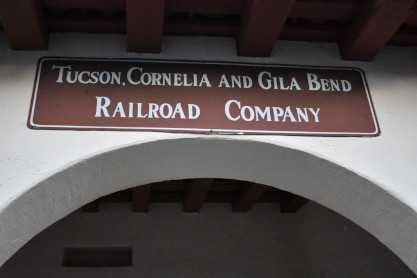 Tucson, Cornelia and Gila Bend
Railroad Company